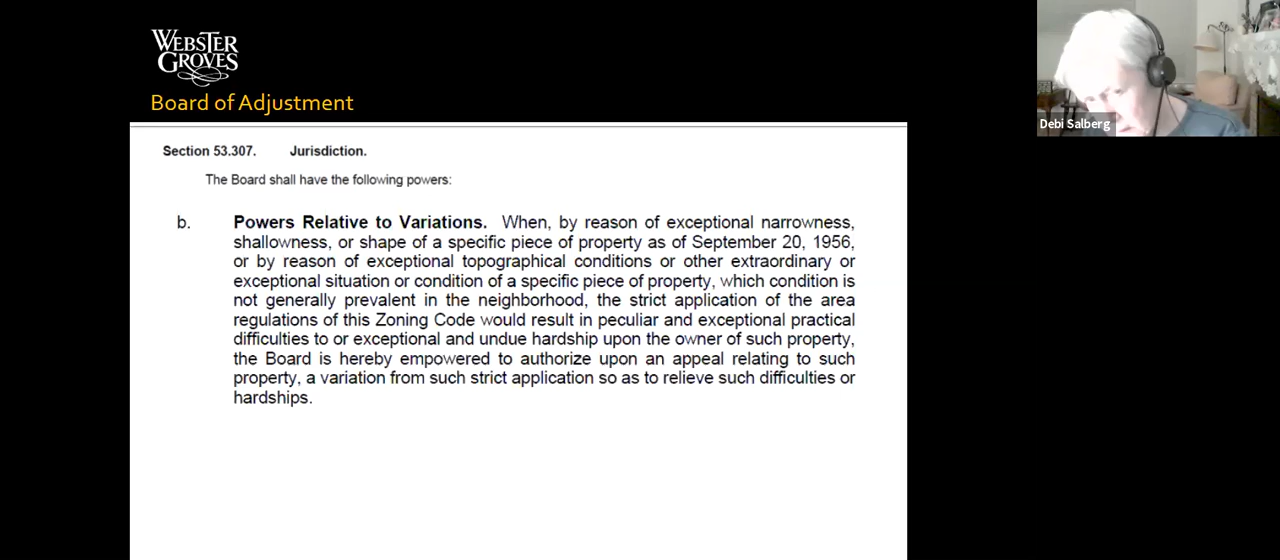 WEBSTER
GROVES
Board of Adjustment
Debi Salberg
Section 53.307. Jurisdiction.
The Board shall have the following powers:
b. Powers Relative to Variations. When, by reason of exceptional narrowness,
shallowness, or shape of a specific piece of property as of September 20, 1956,
or by reason of exceptional topographical conditions or other extraordinary or
exceptional situation or condition of a specific piece of property, which condition is
not generally prevalent in the neighborhood, the strict application of the area
regulations of this Zoning Code would result in peculiar and exceptional practical
difficulties to or exceptional and undue hardship upon the owner of such property,
the Board is hereby empowered to authorize upon an appeal relating to such
property, a variation from such strict application so as to relieve such difficulties or
hardships.